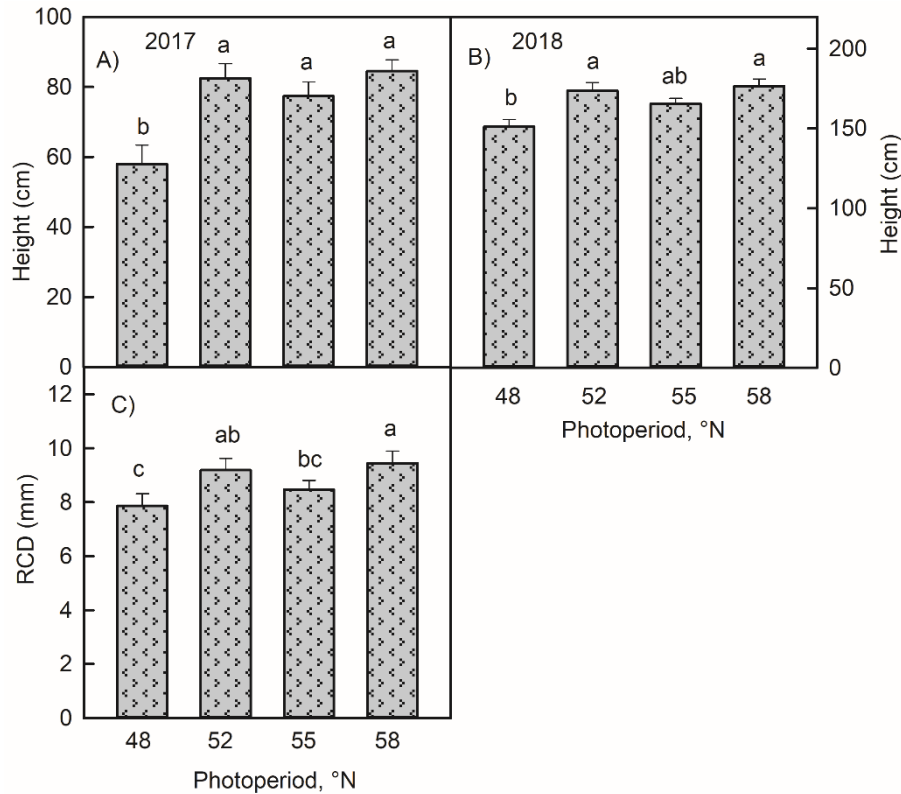 A) 2017
Height (cm)
100
80
60
40
20
0
b
a
a
a
B) 2018
Height (cm)
200
150
100
50
0
b
a
ab
a
48 52 55 58
Photoperiod, °N
C)
RCD (mm)
12
10
8
6
4
2
0
c
ab
bc
a
48 52 55 58
Photoperiod, °N